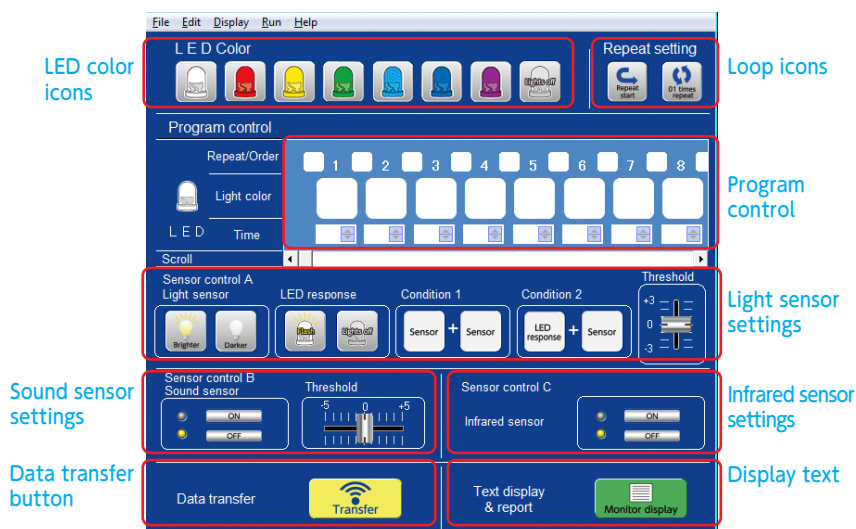 File Edit Display Run Help
LED Color
Repeat setting
LED color
icons
Lights off
Repeat
start
01 times
repeat
Loop icons
Program control
Repeat/Order
1 2 3 4 5 6 7 8
Light color
LED
Time
Program
control
Scroll
Sensor control A
Light sensor
LED response
Condition 1
Condition 2
Threshold
Brighter
Darker
Flash
Lights off
Sensor + Sensor
LED
response + Sensor
+3
0
-3
Light sensor
settings
Sound sensor
settings
Sensor control B
Sound sensor
ON
OFF
Threshold
-5 0 +5
Sensor control C
Infrared sensor
ON
OFF
Infrared sensor
settings
Data transfer
button
Data transfer
Transfer
Text display
& report
Monitor display
Display text